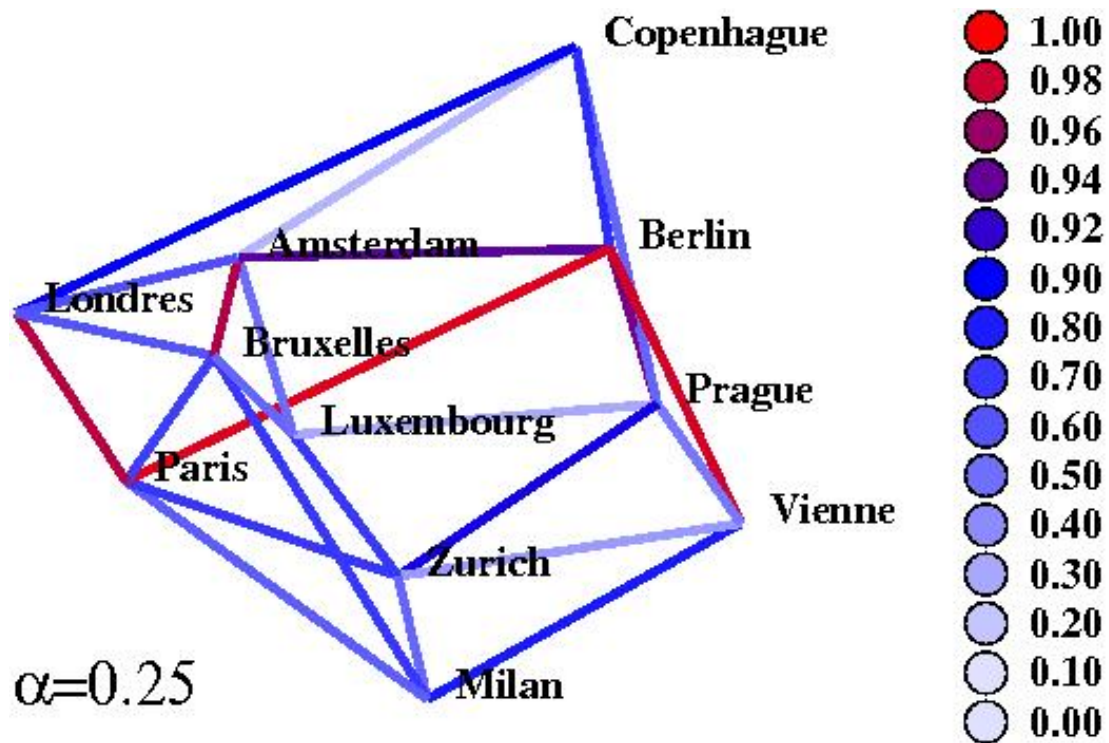 Copenhague
Amsterdam
Berlin
Londres
Bruxelles
Prague
Luxembourg
Paris
Vienne
Zurich
Milan
α=0.25
1.00
0.98
0.96
0.94
0.92
0.90
0.80
0.70
0.60
0.50
0.40
0.30
0.20
0.10
0.00